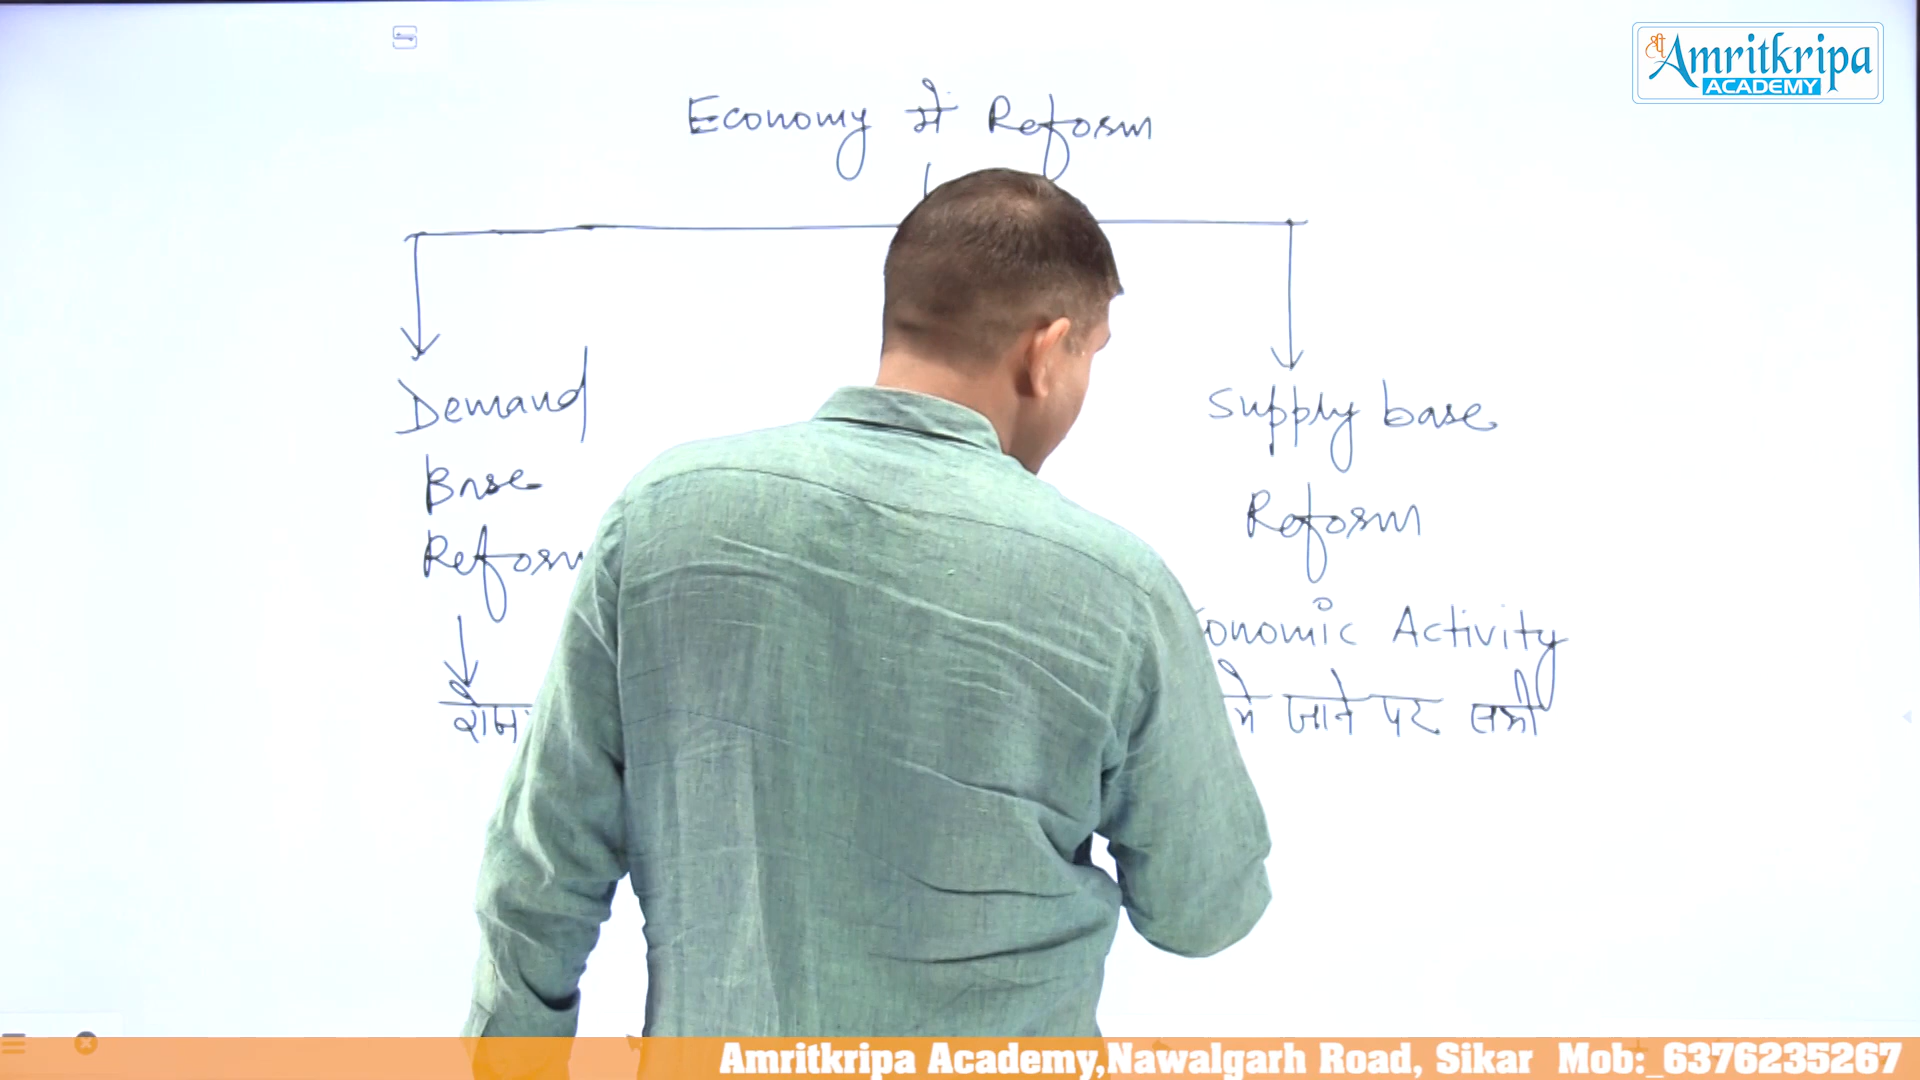 श्री Amritkripa
ACADEMY
Economy में Reform
Demand
Base
Reform
Supply base
Reform
onomic Activity
जाने पर सभी
Amritkripa Academy,Nawalgarh Road, Sikar Mob:_6376235267